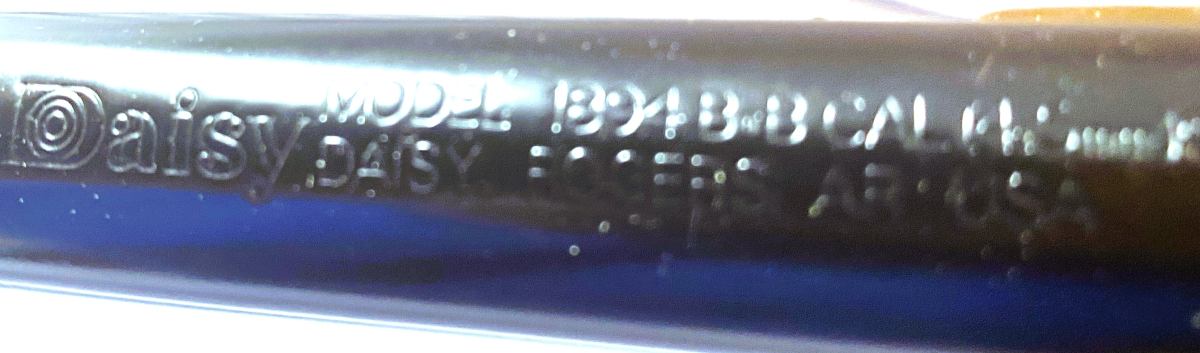 Daisy
MODEL 1894 B·B CAL
DAISY ROGERS AR USA